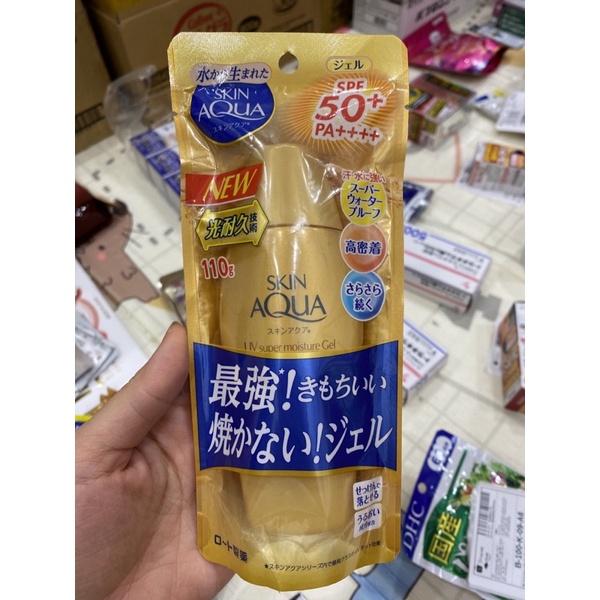 水から生まれた
SKIN
AQUA
スキンアクア®
ジェル
SPF
50+
PA++++
NEW
光耐久技術
110g
汗・水に強い
スーパー
ウォーター
プルーフ
高密着
さらさら
続く
SKIN
AQUA
スキンアクア®
UV super moisture Gel
最強*!きもちいい
焼かない!ジェル
せっけんで
落とせる
うるおい
ロート製薬
DHC
国産
B-100-K-09-A4